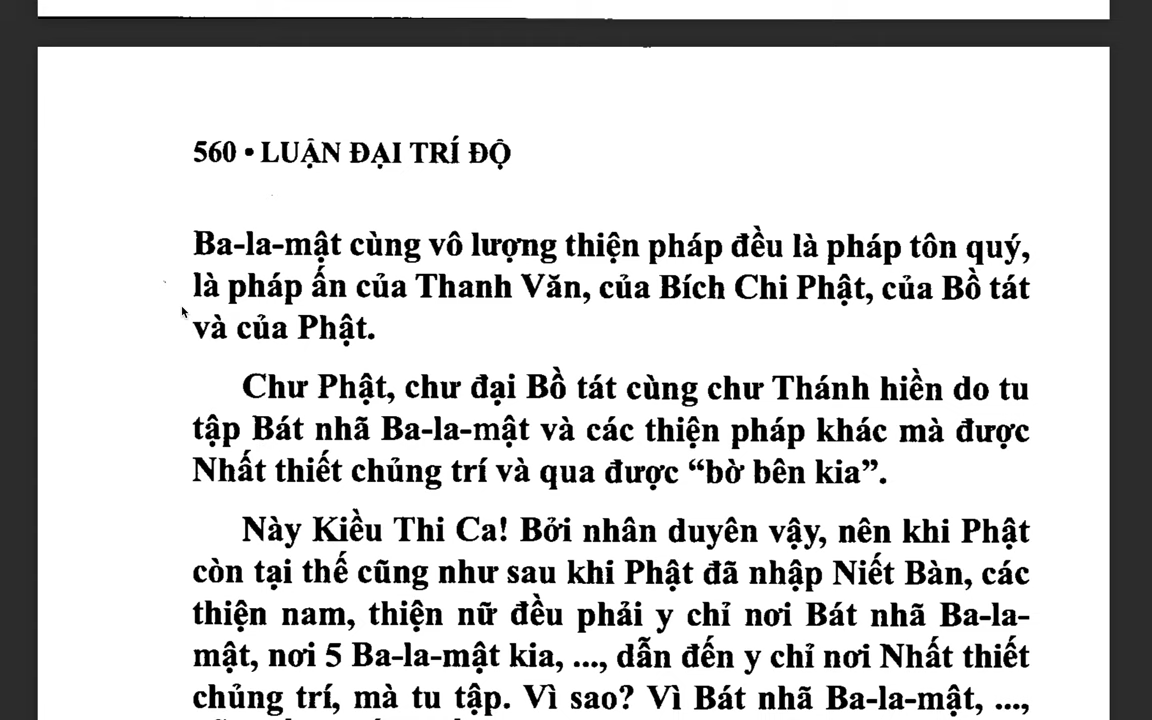 560 • LUẬN ĐẠI TRÍ ĐỘ
Ba-la-mật cùng vô lượng thiện pháp đều là pháp tôn quý,
là pháp ấn của Thanh Văn, của Bích Chi Phật, của Bồ tát
và của Phật.
Chư Phật, chư đại Bồ tát cùng chư Thánh hiền do tu
tập Bát nhã Ba-la-mật và các thiện pháp khác mà được
Nhất thiết chủng trí và qua được “bờ bên kia”.
Này Kiều Thi Ca! Bởi nhân duyên vậy, nên khi Phật
còn tại thế cũng như sau khi Phật đã nhập Niết Bàn, các
thiện nam, thiện nữ đều phải y chỉ nơi Bát nhã Ba-la-
mật, nơi 5 Ba-la-mật kia, ..., dẫn đến y chỉ nơi Nhất thiết
chủng trí, mà tu tập. Vì sao? Vì Bát nhã Ba-la-mật, ...,